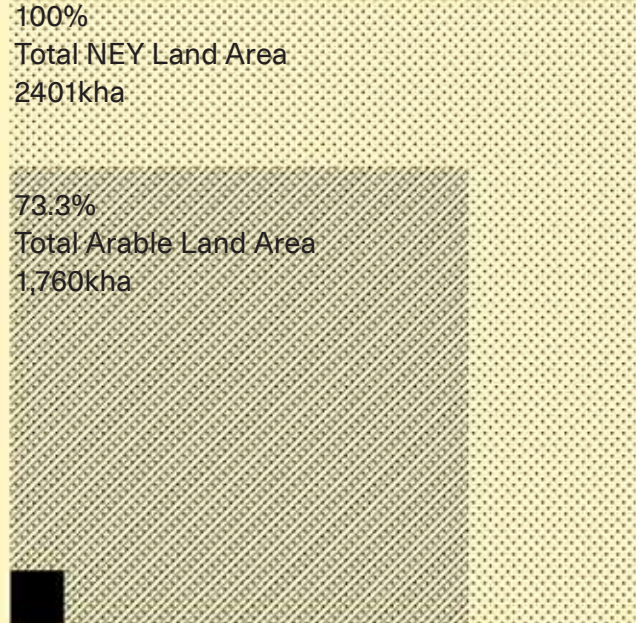 100%
Total NEY Land Area
2401kha
73.3%
Total Arable Land Area
1,760kha